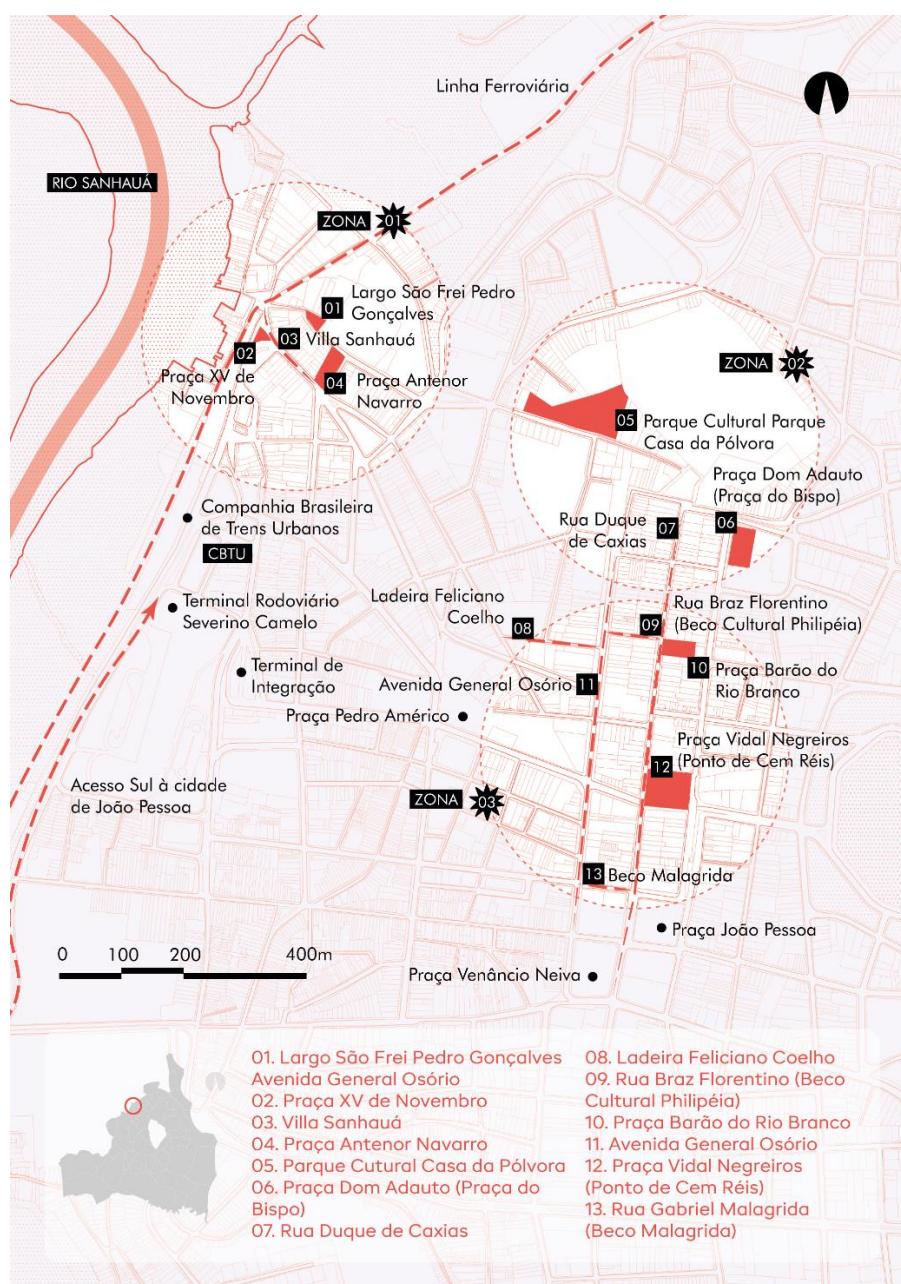 Linha Ferroviária
RIO SANHAUÁ
ZONA 01
01 Largo São Frei Pedro
Gonçalves
03 Villa Sanhauá
02
Praça XV de
Novembro
04 Praça Antenor
Navarro
ZONA 02
05 Parque Cultural Parque
Casa da Pólvora
Praça Dom Adauto
(Praça do Bispo)
06
Rua Duque
de Caxias
07
Companhia Brasileira
de Trens Urbanos
CBTU
Ladeira Feliciano
Coelho
08
Rua Braz Florentino
(Beco Cultural Philipéia)
09
Terminal Rodoviário
Severino Camelo
Terminal de
Integração
10 Praça Barão do
Rio Branco
Avenida General Osório 11
Praça Pedro Américo
Praça Vidal Negreiros
(Ponto de Cem Réis)
12
Acesso Sul à cidade
de João Pessoa
ZONA 03
13 Beco Malagrida
Praça João Pessoa
Praça Venâncio Neiva
0 100 200 400m
01. Largo São Frei Pedro Gonçalves
Avenida General Osório
02. Praça XV de Novembro
03. Villa Sanhauá
04. Praça Antenor Navarro
05. Parque Cutural Casa da Pólvora
06. Praça Dom Adauto (Praça do
Bispo)
07. Rua Duque de Caxias
08. Ladeira Feliciano Coelho
09. Rua Braz Florentino (Beco
Cultural Philipéia)
10. Praça Barão do Rio Branco
11. Avenida General Osório
12. Praça Vidal Negreiros
(Ponto de Cem Réis)
13. Rua Gabriel Malagrida
(Beco Malagrida)